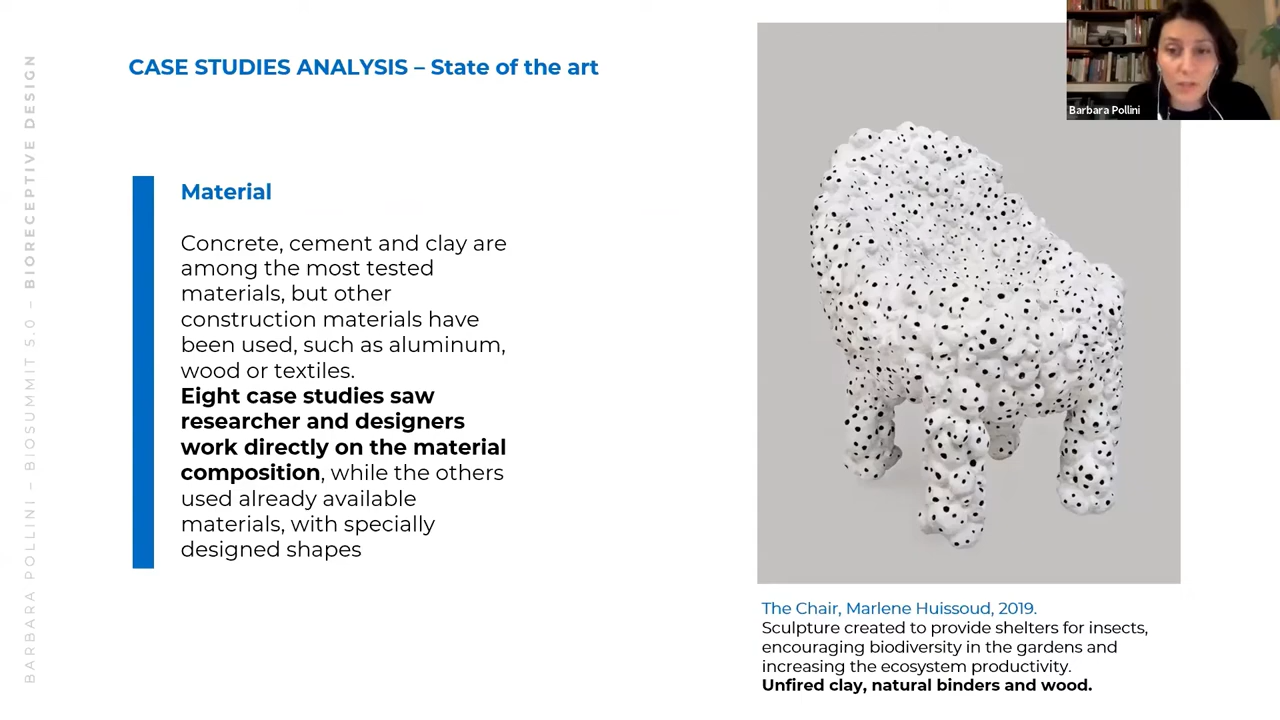 BARBARA POLLINI – BIOSUMMIT 5.0 – BIORECEPTIVE DESIGN
CASE STUDIES ANALYSIS – State of the art
Material
Concrete, cement and clay are
among the most tested
materials, but other
construction materials have
been used, such as aluminum,
wood or textiles.
Eight case studies saw
researcher and designers
work directly on the material
composition, while the others
used already available
materials, with specially
designed shapes
Barbara Pollini
The Chair, Marlene Huissoud, 2019.
Sculpture created to provide shelters for insects,
encouraging biodiversity in the gardens and
increasing the ecosystem productivity.
Unfired clay, natural binders and wood.